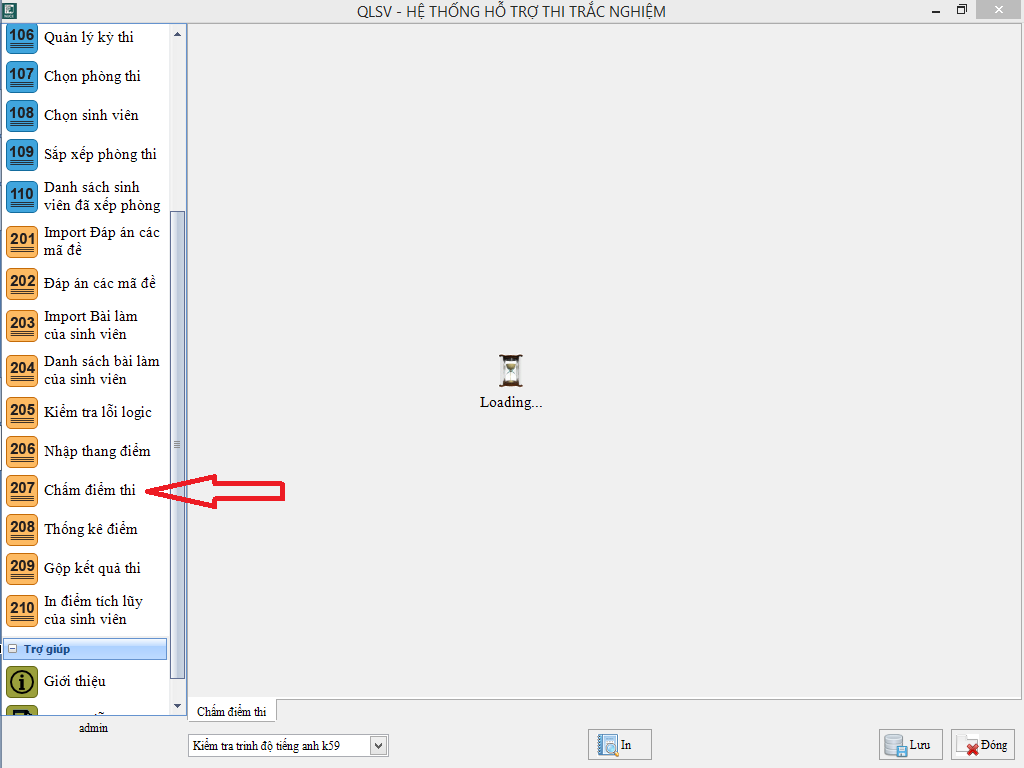 QLSV - HỆ THỐNG HỖ TRỢ THI TRẮC NGHIỆM
106 Quản lý kỳ thi
107 Chọn phòng thi
108 Chọn sinh viên
109 Sắp xếp phòng thi
110 Danh sách sinh
viên đã xếp phòng
201 Import Đáp án các
mã đề
202 Đáp án các mã đề
203 Import Bài làm
của sinh viên
204 Danh sách bài làm
của sinh viên
205 Kiểm tra lỗi logic
206 Nhập thang điểm
207 Chấm điểm thi
208 Thống kê điểm
209 Gộp kết quả thi
210 In điểm tích lũy
của sinh viên
Trợ giúp
Giới thiệu
admin
Loading...
Chấm điểm thi
Kiểm tra trình độ tiếng anh k59
In
Lưu
Đóng